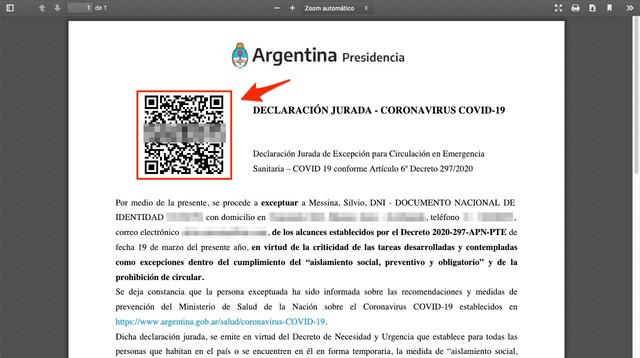 1 de 1 Zoom automático
Argentina Presidencia
DECLARACIÓN JURADA - CORONAVIRUS COVID-19
Declaración Jurada de Excepción para Circulación en Emergencia
Sanitaria – COVID 19 conforme Artículo 6º Decreto 297/2020
Por medio de la presente, se procede a exceptuar a Messina, Silvio, DNI - DOCUMENTO NACIONAL DE
IDENTIDAD con domicilio en , teléfono ,
correo electrónico , de los alcances establecidos por el Decreto 2020-297-APN-PTE de
fecha 19 de marzo del presente año, en virtud de la criticidad de las tareas desarrolladas y contempladas
como excepciones dentro del cumplimiento del “aislamiento social, preventivo y obligatorio” y de la
prohibición de circular.
Se deja constancia que la persona exceptuada ha sido informada sobre las recomendaciones y medidas de
prevención del Ministerio de Salud de la Nación sobre el Coronavirus COVID-19 establecidos en
https://www.argentina.gob.ar/salud/coronavirus-COVID-19.
Dicha declaración jurada, se emite en virtud del Decreto de Necesidad y Urgencia que establece para todas las
personas que habitan en el país o se encuentren en él en forma temporaria, la medida de “aislamiento social,